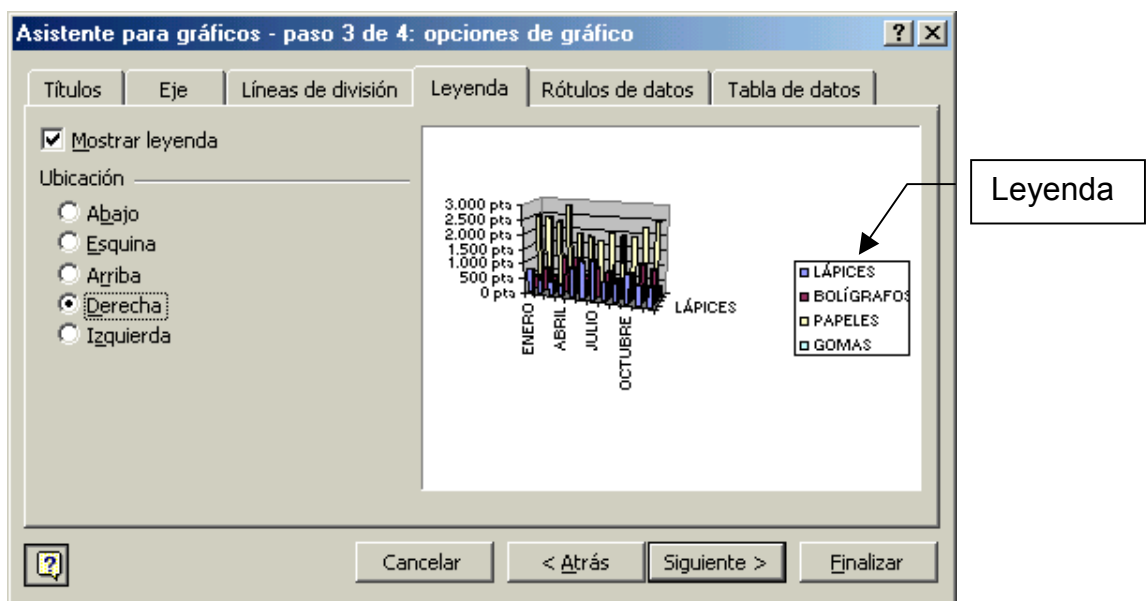 Asistente para gráficos - paso 3 de 4: opciones de gráfico
Títulos Eje Líneas de división Leyenda Rótulos de datos Tabla de datos
Mostrar leyenda
Ubicación
Abajo
Esquina
Arriba
Derecha
Izquierda
3.000 pta
2.500 pta
2.000 pta
1.500 pta
1.000 pta
500 pta
0 pta
ENERO
ABRIL
JULIO
OCTUBRE
LÁPICES
LÁPICES
BOLÍGRAFOS
PAPELES
GOMAS
Leyenda
Cancelar < Atrás Siguiente > Finalizar